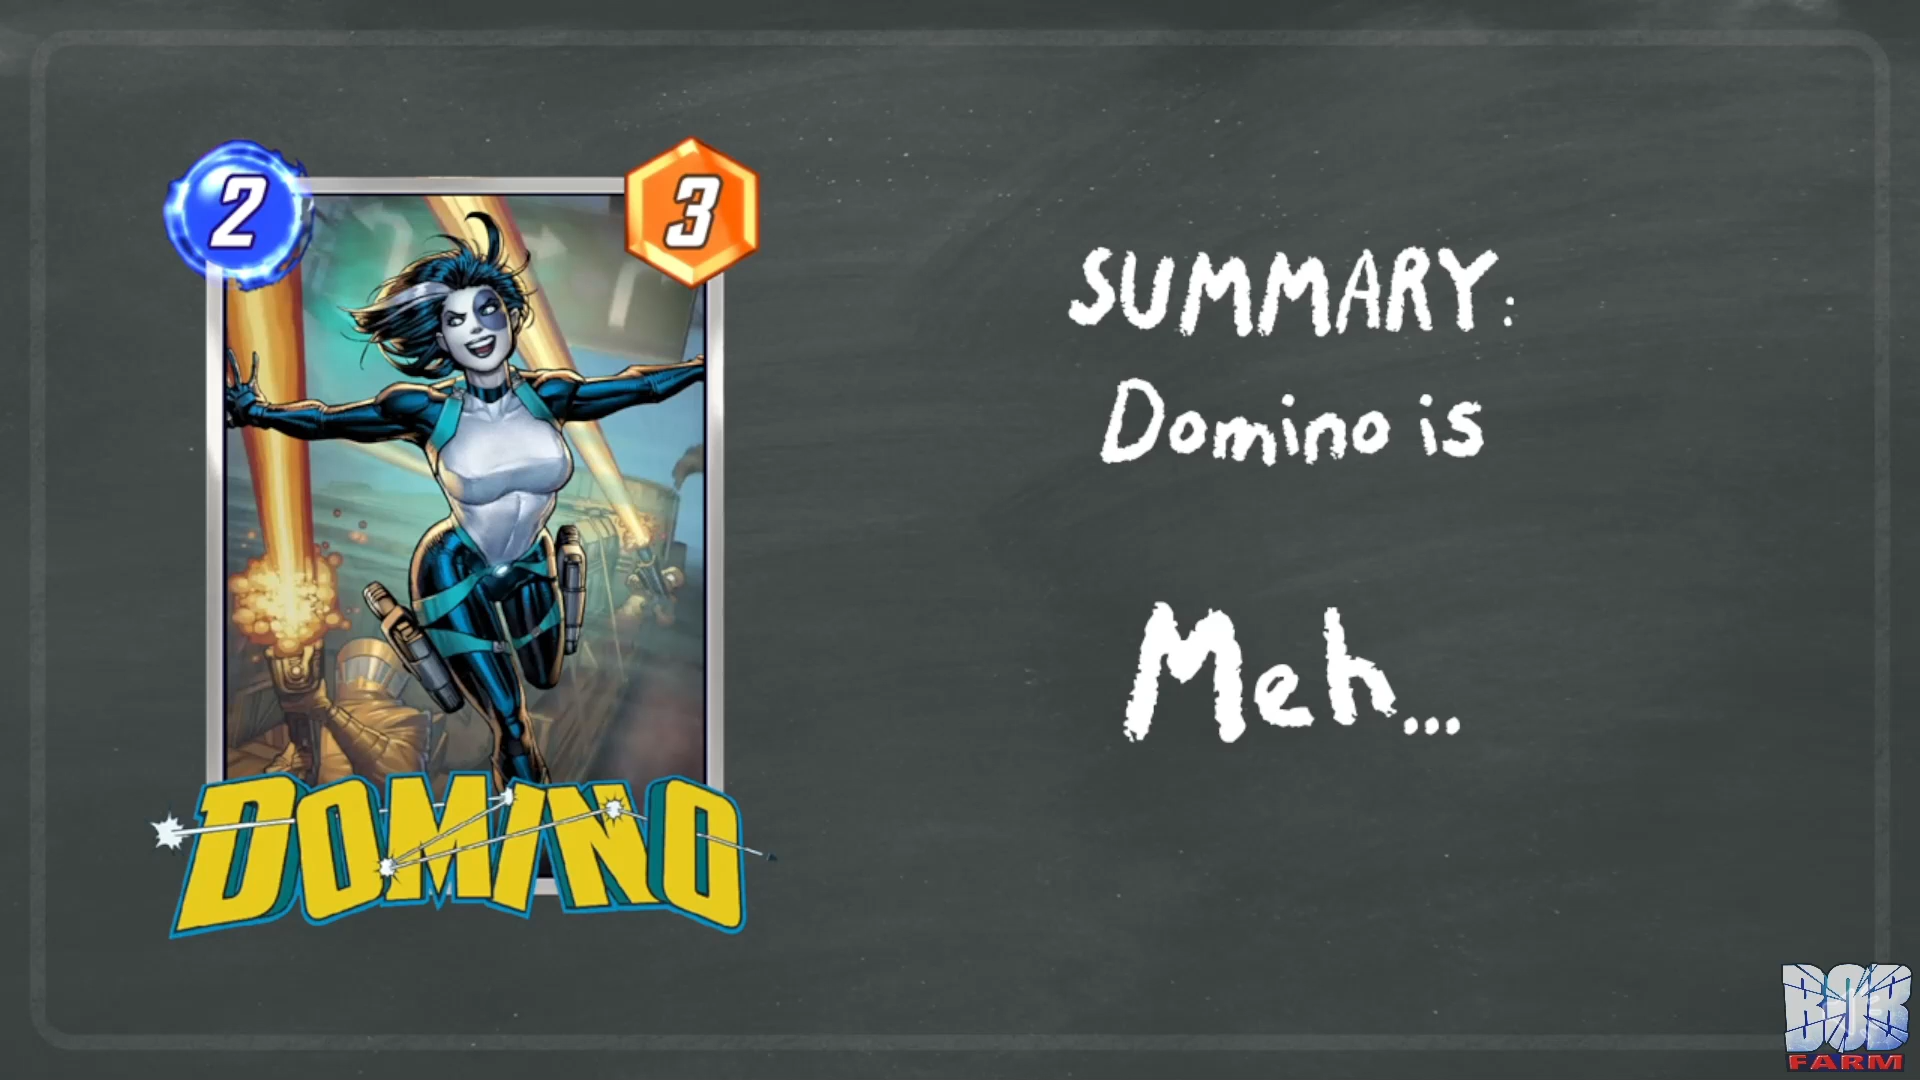 2
3
DOMINO
SUMMARY:
Domino is
Meh...
BOB
FARM